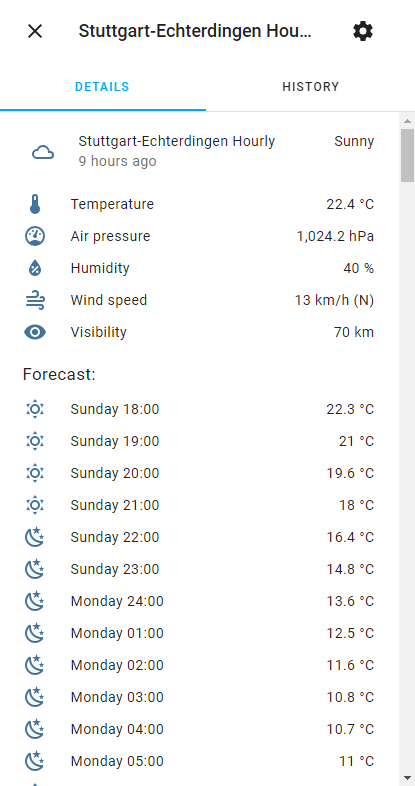 Stuttgart-Echterdingen Hou...
DETAILS HISTORY
Stuttgart-Echterdingen Hourly Sunny
9 hours ago
Temperature 22.4 °C
Air pressure 1,024.2 hPa
Humidity 40 %
Wind speed 13 km/h (N)
Visibility 70 km
Forecast:
Sunday 18:00 22.3 °C
Sunday 19:00 21 °C
Sunday 20:00 19.6 °C
Sunday 21:00 18 °C
Sunday 22:00 16.4 °C
Sunday 23:00 14.8 °C
Monday 24:00 13.6 °C
Monday 01:00 12.5 °C
Monday 02:00 11.6 °C
Monday 03:00 10.8 °C
Monday 04:00 10.7 °C
Monday 05:00 11 °C